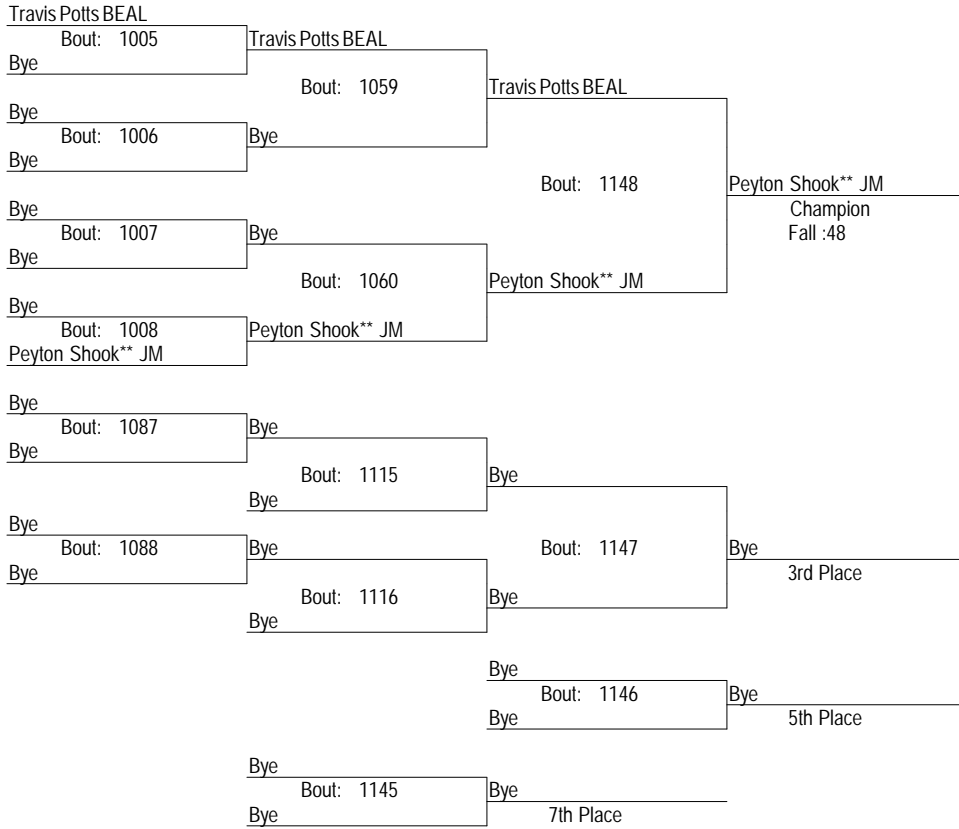 Travis Potts BEAL
Bout: 1005
Travis Potts BEAL
Bye
Bout: 1059
Travis Potts BEAL
Bye
Bout: 1006
Bye
Bye
Bout: 1148
Peyton Shook** JM
Champion
Fall :48
Bye
Bout: 1007
Bye
Bye
Bout: 1060
Peyton Shook** JM
Bye
Bout: 1008
Peyton Shook** JM
Peyton Shook** JM
Bye
Bout: 1087
Bye
Bye
Bout: 1115
Bye
Bye
Bye
Bout: 1088
Bye
Bye
Bout: 1147
Bye
3rd Place
Bout: 1116
Bye
Bye
Bye
Bout: 1146
Bye
Bye
5th Place
Bye
Bout: 1145
Bye
Bye
7th Place